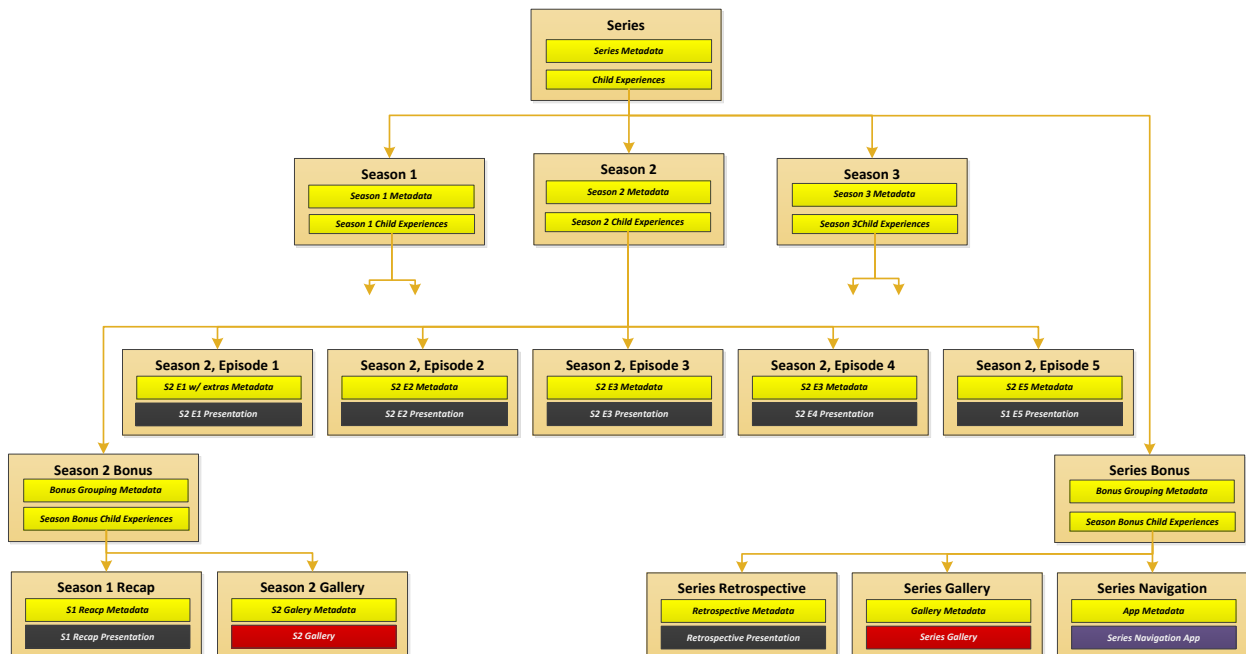 Series
Series Metadata
Child Experiences
Season 1
Season 1 Metadata
Season 1 Child Experiences
Season 2
Season 2 Metadata
Season 2 Child Experiences
Season 3
Season 3 Metadata
Season 3Child Experiences
Season 2, Episode 1
S2 E1 w/ extras Metadata
S2 E1 Presentation
Season 2, Episode 2
S2 E2 Metadata
S2 E2 Presentation
Season 2, Episode 3
S2 E3 Metadata
S2 E3 Presentation
Season 2, Episode 4
S2 E3 Metadata
S2 E4 Presentation
Season 2, Episode 5
S2 E5 Metadata
S1 E5 Presentation
Season 2 Bonus
Bonus Grouping Metadata
Season Bonus Child Experiences
Series Bonus
Bonus Grouping Metadata
Season Bonus Child Experiences
Season 1 Recap
S1 Reacp Metadata
S1 Recap Presentation
Season 2 Gallery
S2 Galery Metadata
S2 Gallery
Series Retrospective
Retrospective Metadata
Retrospective Presentation
Series Gallery
Gallery Metadata
Series Gallery
Series Navigation
App Metadata
Series Navigation App